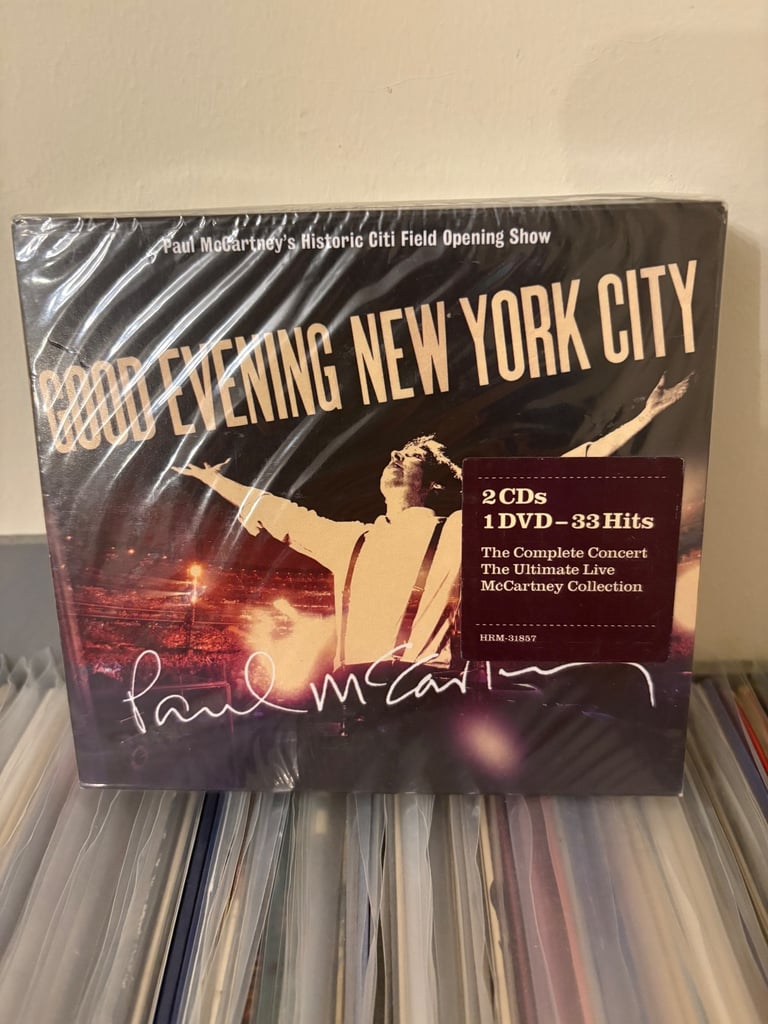 Paul McCartney's Historic Citi Field Opening Show
GOOD EVENING NEW YORK CITY
2 CDs
1 DVD – 33 Hits
The Complete Concert
The Ultimate Live
McCartney Collection
HRM-31857
Paul McCartney